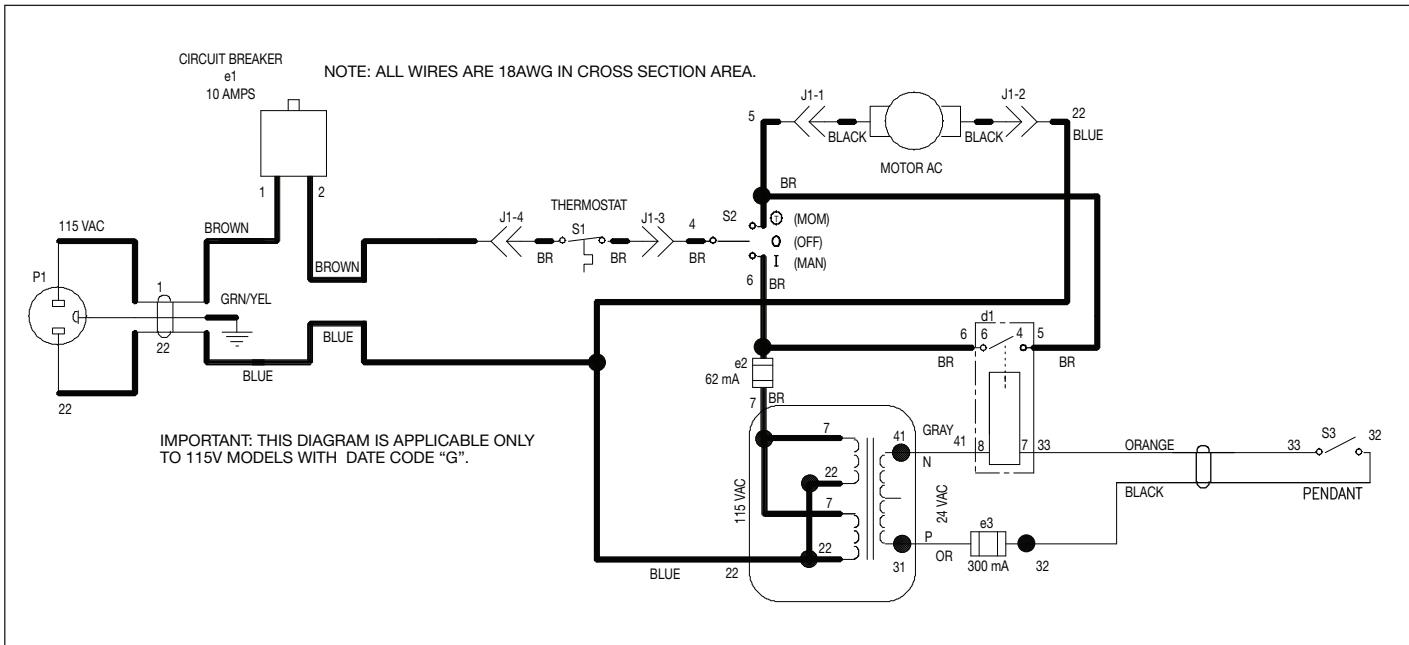 CIRCUIT BREAKER
e1
10 AMPS
NOTE: ALL WIRES ARE 18AWG IN CROSS SECTION AREA.
J1-1
J1-2
5
22
BLACK
BLACK
BLUE
MOTOR AC
1
2
BR
THERMOSTAT
115 VAC
BROWN
J1-4
S1
J1-3
4
S2
T (MOM)
O (OFF)
I (MAN)
BR
BR
BR
BROWN
6
BR
P1
1
GRN/YEL
d1
BLUE
22
6
6
4
5
BLUE
BR
BR
e2
62 mA
22
7
BR
IMPORTANT: THIS DIAGRAM IS APPLICABLE ONLY
TO 115V MODELS WITH DATE CODE “G”.
7
41
GRAY
41
8
7
33
ORANGE
33
S3
32
N
22
BLACK
PENDANT
115 VAC
7
24 VAC
e3
P
22
OR
300 mA
32
BLUE
22
31